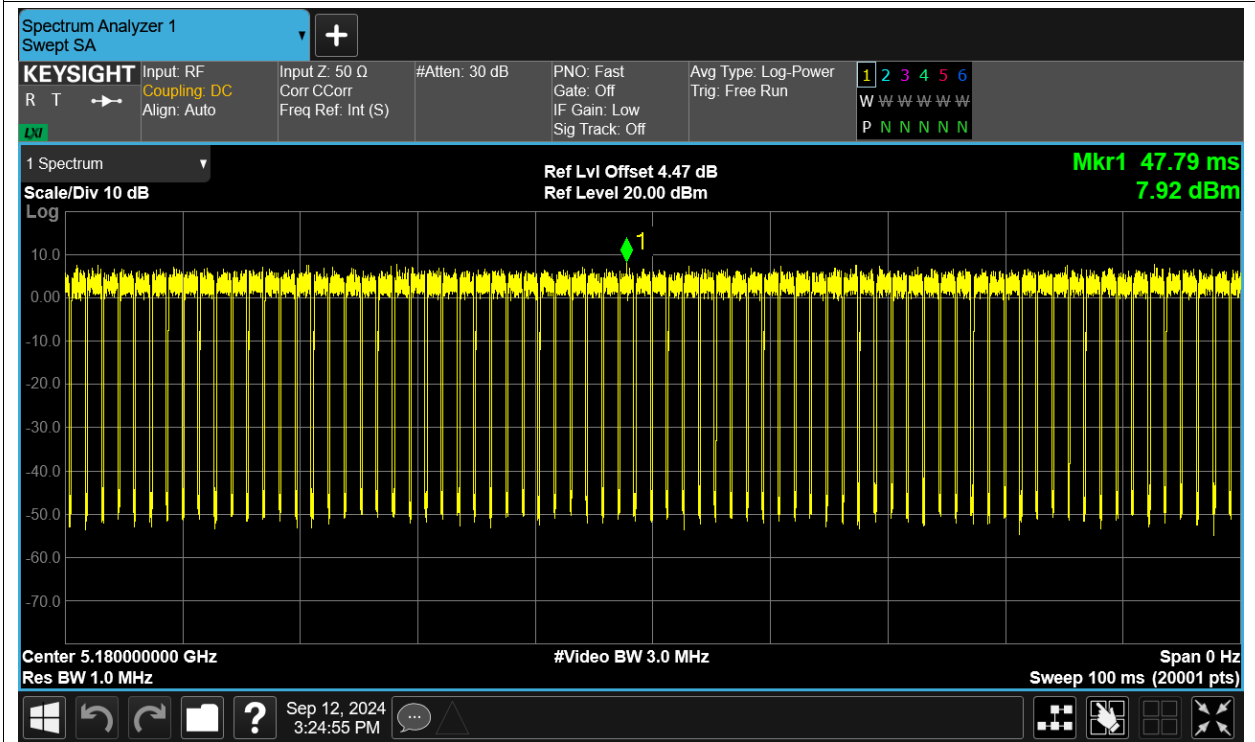 Spectrum Analyzer 1
Swept SA
KEYSIGHT
R T
LXI
Input: RF
Coupling: DC
Align: Auto
Input Z: 50 Ω
Corr CCorr
Freq Ref: Int (S)
#Atten: 30 dB
PNO: Fast
Gate: Off
IF Gain: Low
Sig Track: Off
Avg Type: Log-Power
Trig: Free Run
1 2 3 4 5 6
W W W W W W
P N N N N N
1 Spectrum
Scale/Div 10 dB
Log
Ref Lvl Offset 4.47 dB
Ref Level 20.00 dBm
Mkr1 47.79 ms
7.92 dBm
1
10.0
0.00
-10.0
-20.0
-30.0
-40.0
-50.0
-60.0
-70.0
Center 5.180000000 GHz
Res BW 1.0 MHz
#Video BW 3.0 MHz
Span 0 Hz
Sweep 100 ms (20001 pts)
?
Sep 12, 2024
3:24:55 PM